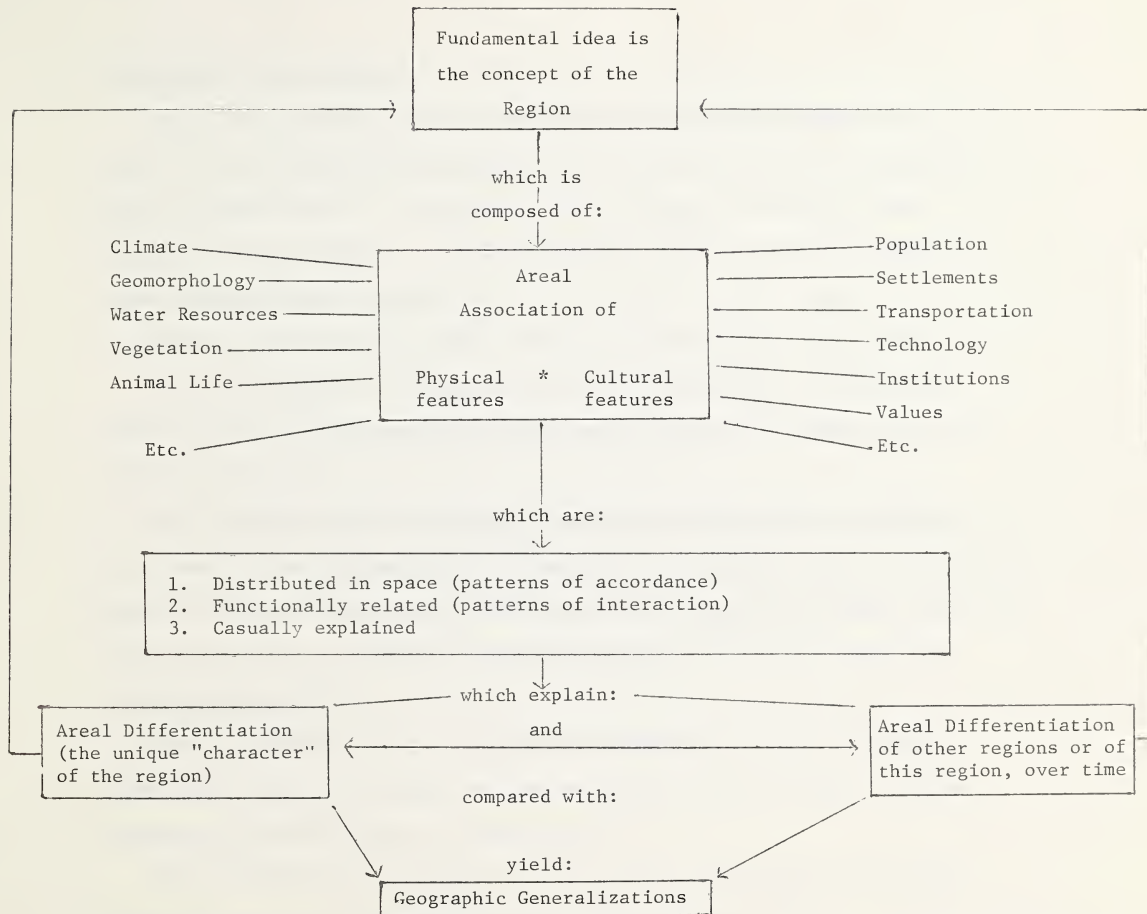 Fundamental idea is
the concept of the
Region
which is
composed of:
Climate
Geomorphology
Water Resources
Vegetation
Animal Life
Etc.
Areal
Association of
Physical * Cultural
features features
Population
Settlements
Transportation
Technology
Institutions
Values
Etc.
which are:
1. Distributed in space (patterns of accordance)
2. Functionally related (patterns of interaction)
3. Casually explained
which explain:
Areal Differentiation
(the unique "character"
of the region)
and
Areal Differentiation
of other regions or of
this region, over time
compared with:
yield:
Geographic Generalizations